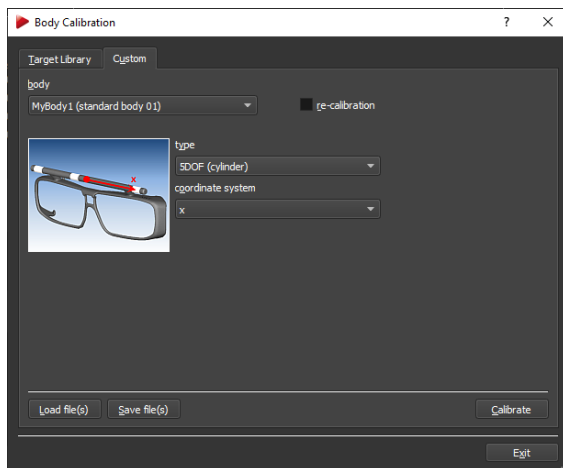 Body Calibration
?
Target Library
Custom
body
MyBody1 (standard body 01)
re-calibration
type
5DOF (cylinder)
x
coordinate system
x
Load file(s)
Save file(s)
Calibrate
Exit